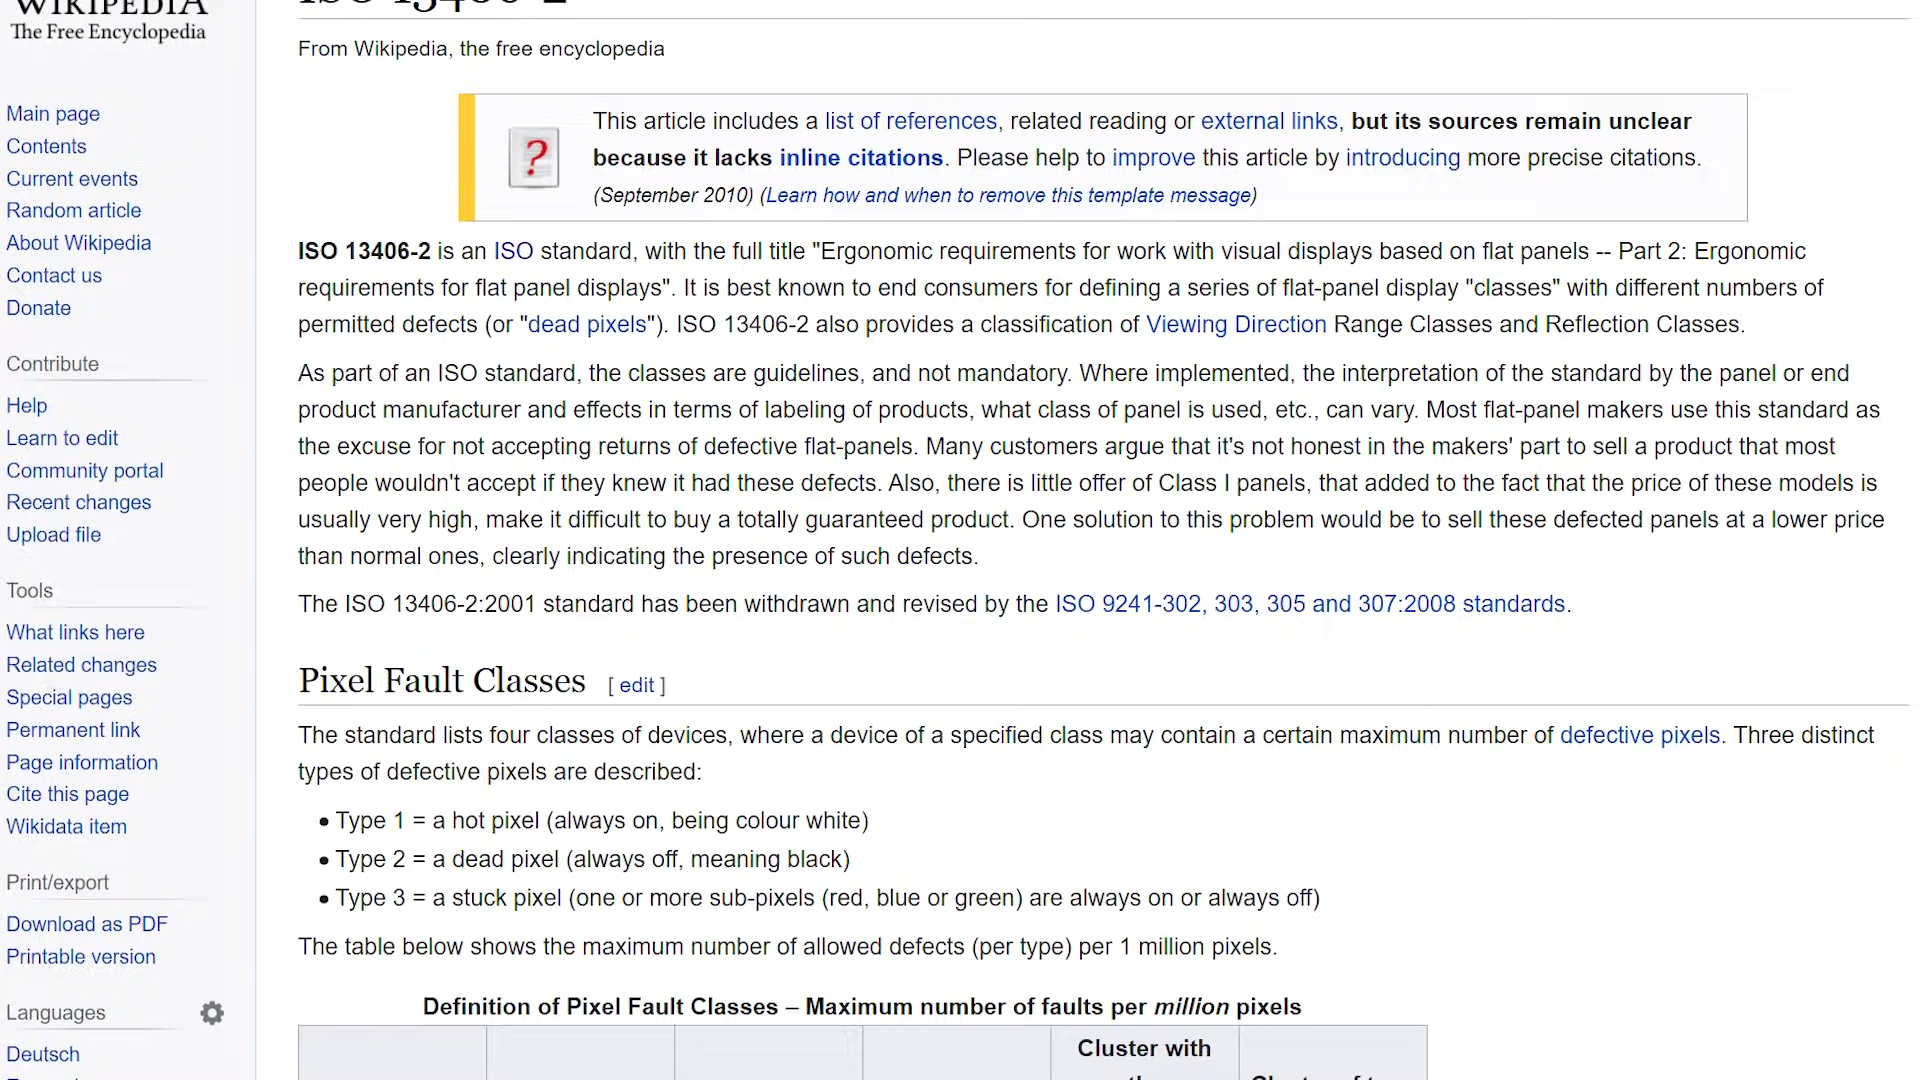 WIKIPEDIA
The Free Encyclopedia
Main page
Contents
Current events
Random article
About Wikipedia
Contact us
Donate
Contribute
Help
Learn to edit
Community portal
Recent changes
Upload file
Tools
What links here
Related changes
Special pages
Permanent link
Page information
Cite this page
Wikidata item
Print/export
Download as PDF
Printable version
Languages
Deutsch
ISO 13406-2
From Wikipedia, the free encyclopedia
This article includes a list of references, related reading or external links, but its sources remain unclear
because it lacks inline citations. Please help to improve this article by introducing more precise citations.
(September 2010) (Learn how and when to remove this template message)
ISO 13406-2 is an ISO standard, with the full title "Ergonomic requirements for work with visual displays based on flat panels -- Part 2: Ergonomic
requirements for flat panel displays". It is best known to end consumers for defining a series of flat-panel display "classes" with different numbers of
permitted defects (or "dead pixels"). ISO 13406-2 also provides a classification of Viewing Direction Range Classes and Reflection Classes.
As part of an ISO standard, the classes are guidelines, and not mandatory. Where implemented, the interpretation of the standard by the panel or end
product manufacturer and effects in terms of labeling of products, what class of panel is used, etc., can vary. Most flat-panel makers use this standard as
the excuse for not accepting returns of defective flat-panels. Many customers argue that it's not honest in the makers' part to sell a product that most
people wouldn't accept if they knew it had these defects. Also, there is little offer of Class I panels, that added to the fact that the price of these models is
usually very high, make it difficult to buy a totally guaranteed product. One solution to this problem would be to sell these defected panels at a lower price
than normal ones, clearly indicating the presence of such defects.
The ISO 13406-2:2001 standard has been withdrawn and revised by the ISO 9241-302, 303, 305 and 307:2008 standards.
Pixel Fault Classes [ edit ]
The standard lists four classes of devices, where a device of a specified class may contain a certain maximum number of defective pixels. Three distinct
types of defective pixels are described:
• Type 1 = a hot pixel (always on, being colour white)
• Type 2 = a dead pixel (always off, meaning black)
• Type 3 = a stuck pixel (one or more sub-pixels (red, blue or green) are always on or always off)
The table below shows the maximum number of allowed defects (per type) per 1 million pixels.
Definition of Pixel Fault Classes – Maximum number of faults per million pixels
Cluster with